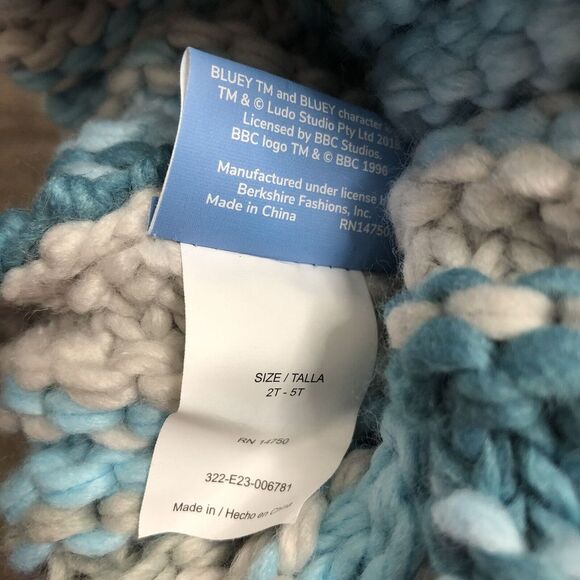 BLUEY TM and BLUEY character
TM & © Ludo Studio Pty Ltd 2018
Licensed by BBC Studios.
BBC logo TM & © BBC 1996
Manufactured under license
Berkshire Fashions, Inc.
Made in China RN14750
SIZE / TALLA
2T - 5T
RN 14750
322-E23-006781
Made in / Hecho en China